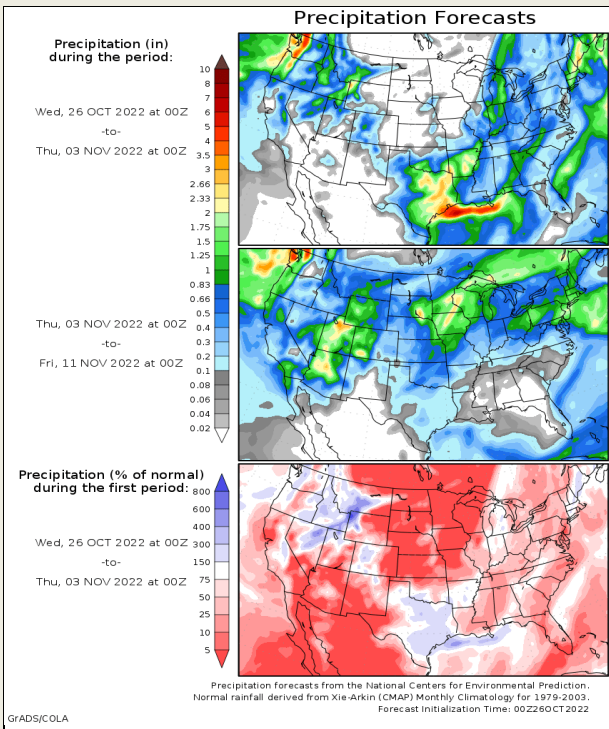 Precipitation Forecasts
Precipitation (in)
during the period:
Wed, 26 OCT 2022 at 00Z
-to-
Thu, 03 NOV 2022 at 00Z
10
8
7
6
5
4
3.5
3
2.66
2.33
2
1.75
1.5
1.25
1
0.83
0.66
0.5
0.4
0.3
0.2
0.1
0.08
0.06
0.04
0.02
Thu, 03 NOV 2022 at 00Z
-to-
Fri, 11 NOV 2022 at 00Z
Precipitation (% of normal)
during the first period:
Wed, 26 OCT 2022 at 00Z
-to-
Thu, 03 NOV 2022 at 00Z
800
600
400
300
150
75
50
25
10
5
Precipitation forecasts from the National Centers for Environmental Prediction.
Normal rainfall derived from Xie-Arkin (CMAP) Monthly Climatology for 1979-2003.
Forecast Initialization Time: 00Z26OCT2022
GrADS/COLA